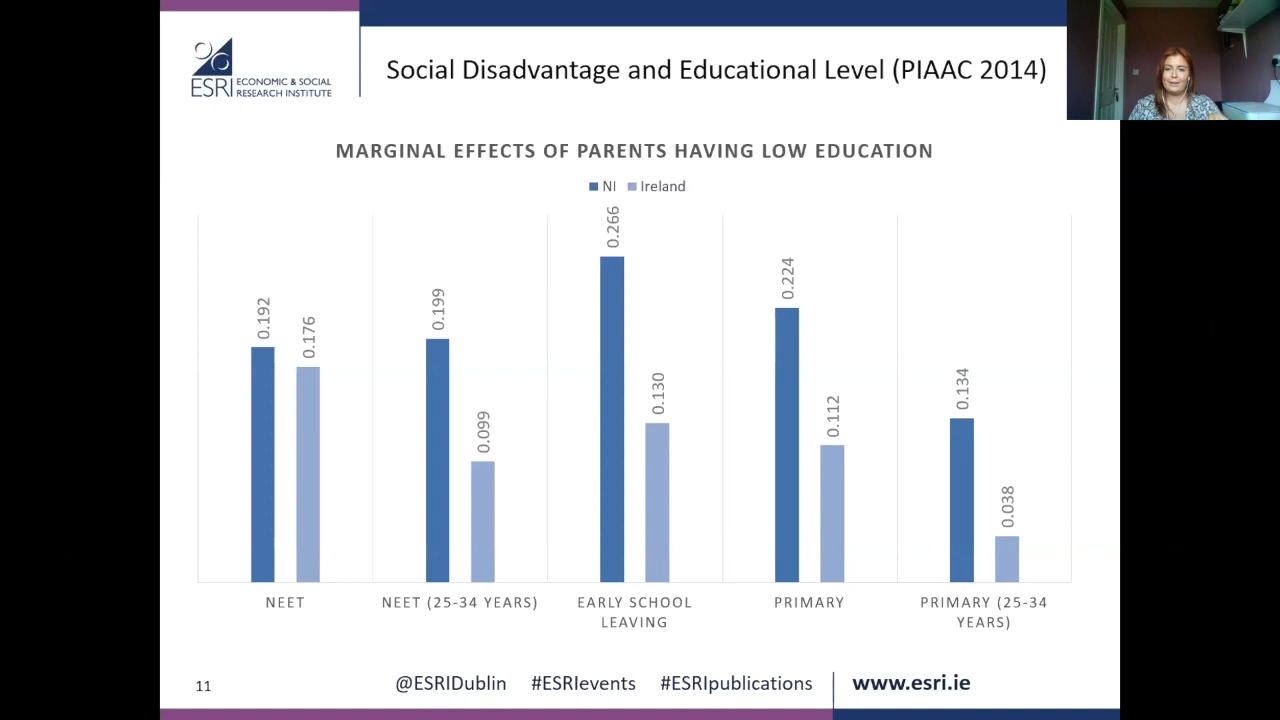 ESRI
ECONOMIC & SOCIAL
RESEARCH INSTITUTE
Social Disadvantage and Educational Level (PIAAC 2014)
MARGINAL EFFECTS OF PARENTS HAVING LOW EDUCATION
NI Ireland
0.192
0.176
0.199
0.099
0.266
0.130
0.224
0.112
0.134
0.038
NEET
NEET (25-34 YEARS)
EARLY SCHOOL
LEAVING
PRIMARY
PRIMARY (25-34
YEARS)
11
@ESRIDublin #ESRIevents #ESRIpublications www.esri.ie